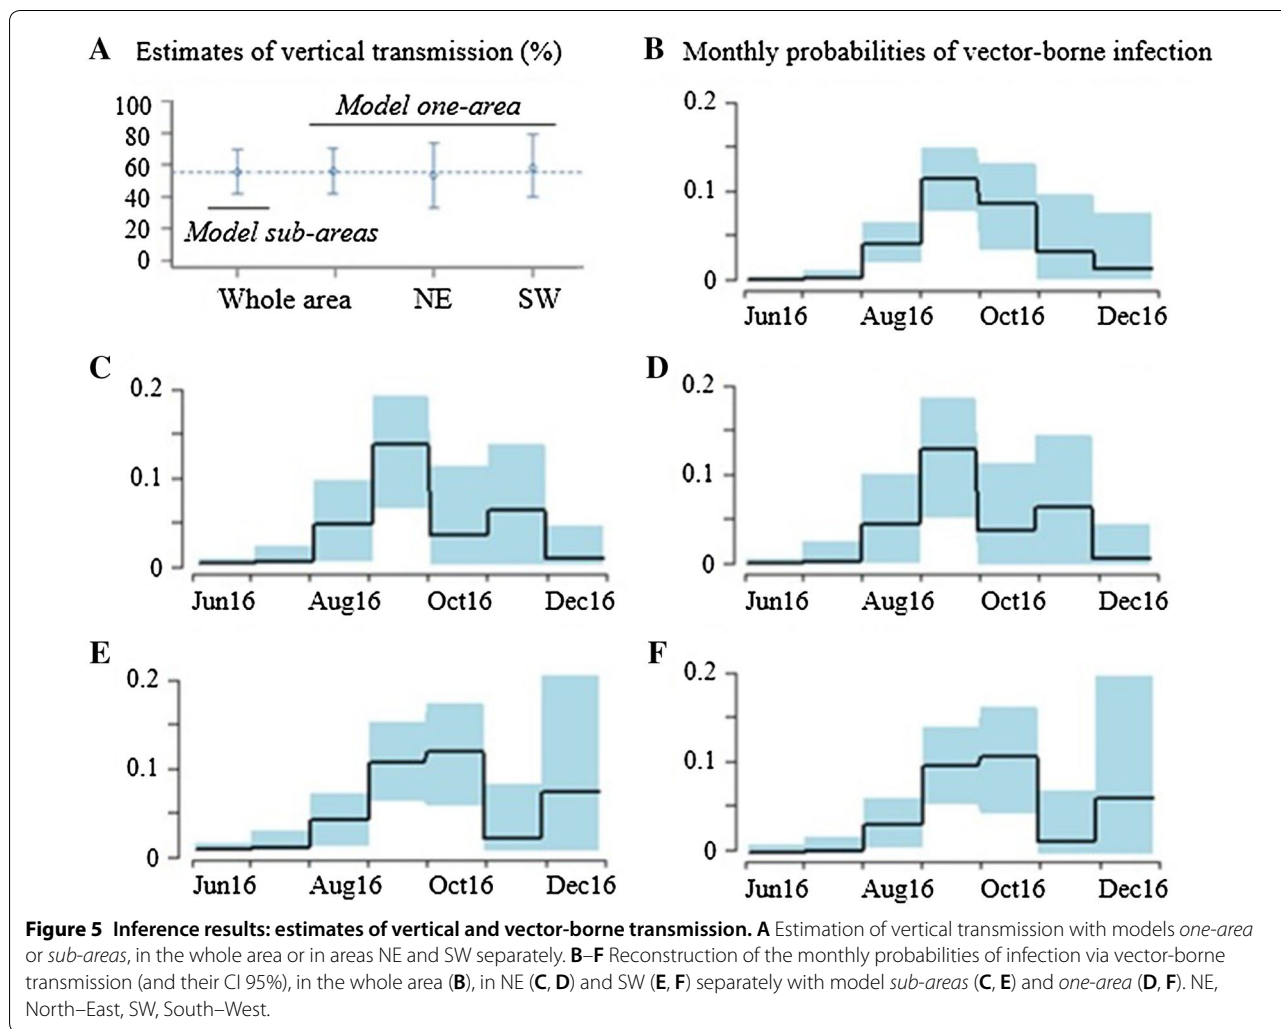 A Estimates of vertical transmission (%)
100
80
60
40
20
0
Model one-area
Model sub-areas
Whole area NE SW
B Monthly probabilities of vector-borne infection
0.2
0.1
0
Jun16 Aug16 Oct16 Dec16
C
0.2
0.1
0
Jun16 Aug16 Oct16 Dec16
D
0.2
0.1
0
Jun16 Aug16 Oct16 Dec16
E
0.2
0.1
0
Jun16 Aug16 Oct16 Dec16
F
0.2
0.1
0
Jun16 Aug16 Oct16 Dec16
Figure 5 Inference results: estimates of vertical and vector-borne transmission. A Estimation of vertical transmission with models one-area
or sub-areas, in the whole area or in areas NE and SW separately. B–F Reconstruction of the monthly probabilities of infection via vector-borne
transmission (and their CI 95%), in the whole area (B), in NE (C, D) and SW (E, F) separately with model sub-areas (C, E) and one-area (D, F). NE,
North–East, SW, South–West.